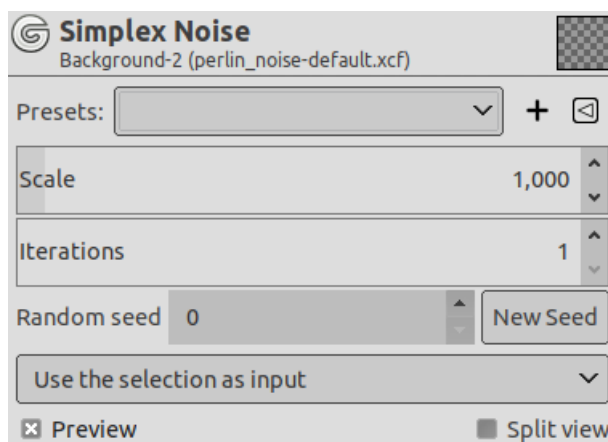 Simplex Noise
Background-2 (perlin_noise-default.xcf)
Presets:
Scale 1,000
Iterations 1
Random seed 0 New Seed
Use the selection as input
Preview Split view